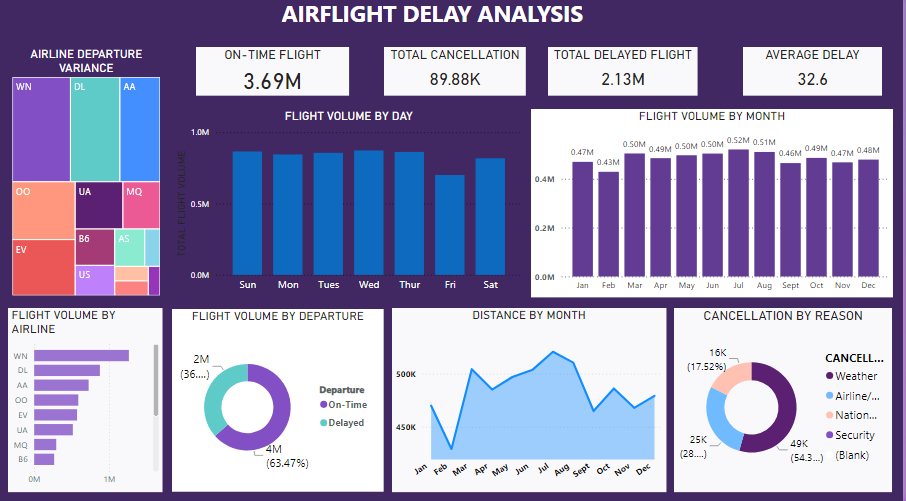 AIRFLIGHT DELAY ANALYSIS
AIRLINE DEPARTURE
VARIANCE
WN
DL
AA
OO
UA
MQ
EV
B6
AS
US
ON-TIME FLIGHT
3.69M
TOTAL CANCELLATION
89.88K
TOTAL DELAYED FLIGHT
2.13M
AVERAGE DELAY
32.6
FLIGHT VOLUME BY DAY
TOTAL FLIGHT VOLUME
1.0M
0.5M
0.0M
Sun Mon Tues Wed Thur Fri Sat
FLIGHT VOLUME BY MONTH
0.47M 0.43M 0.50M 0.49M 0.50M 0.50M 0.52M 0.51M 0.46M 0.49M 0.47M 0.48M
0.4M
0.2M
0.0M
Jan Feb Mar Apr May Jun Jul Aug Sept Oct Nov Dec
FLIGHT VOLUME BY
AIRLINE
WN
DL
AA
OO
EV
UA
MQ
B6
0M 1M
FLIGHT VOLUME BY DEPARTURE
2M
(36....)
4M
(63.47%)
Departure
On-Time
Delayed
DISTANCE BY MONTH
500K
450K
Jan Feb Mar Apr May Jun Jul Aug Sept Oct Nov Dec
CANCELLATION BY REASON
16K
(17.52%)
25K
(28....)
49K
(54.3...)
CANCELL...
Weather
Airline/...
Nation...
Security
(Blank)